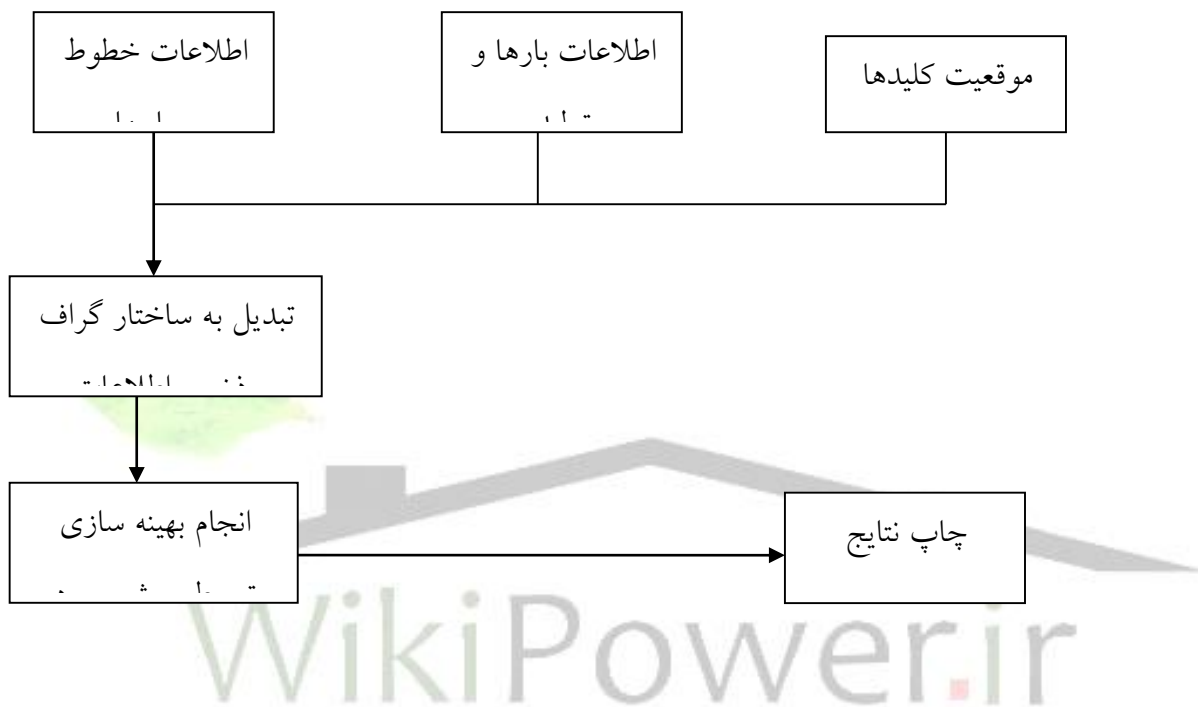 موقعیت کلیدها
اطلاعات بارها و
اطلاعات خطوط
تبدیل به ساختار گراف
انجام بهینه سازی
چاپ نتایج
WikiPower.ir